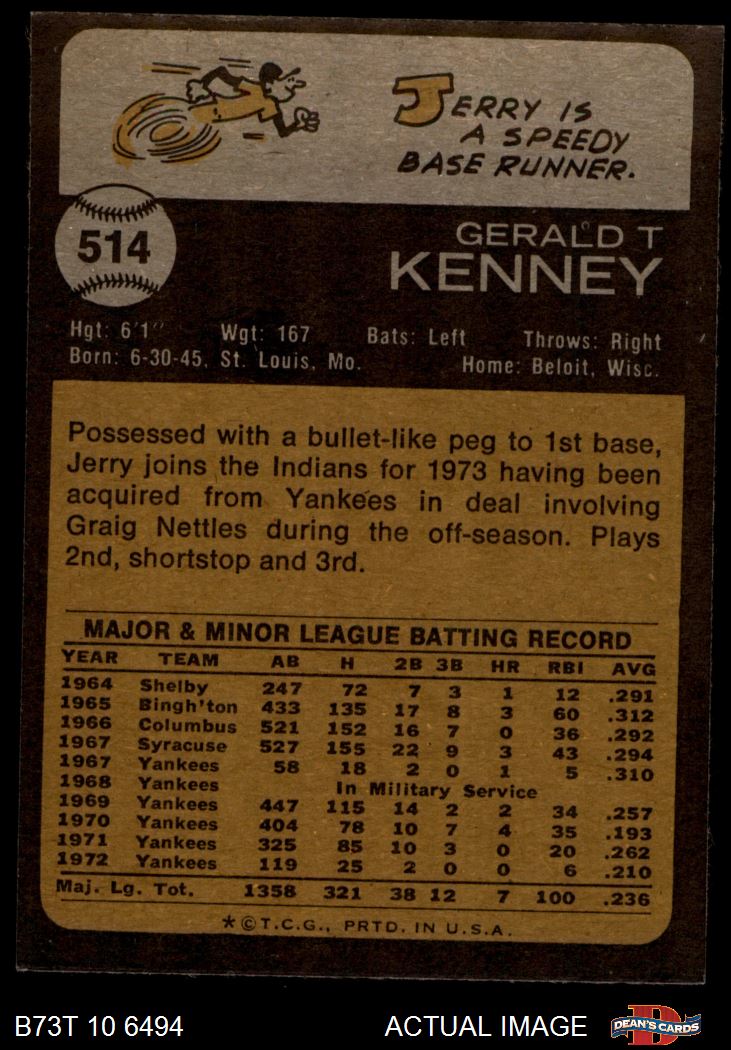 JERRY IS
A SPEEDY
BASE RUNNER.
514
GERALD T
KENNEY
Hgt: 6'1" Wgt: 167 Bats: Left Throws: Right
Born: 6-30-45, St. Louis, Mo. Home: Beloit, Wisc.
Possessed with a bullet-like peg to 1st base,
Jerry joins the Indians for 1973 having been
acquired from Yankees in deal involving
Graig Nettles during the off-season. Plays
2nd, shortstop and 3rd.
MAJOR & MINOR LEAGUE BATTING RECORD
YEAR TEAM AB H 2B 3B HR RBI AVG
1964 Shelby 247 72 7 3 1 12 .291
1965 Bingh'ton 433 135 17 8 3 60 .312
1966 Columbus 521 152 16 7 0 36 .292
1967 Syracuse 527 155 22 9 3 43 .294
1967 Yankees 58 18 2 0 1 5 .310
1968 Yankees In Military Service
1969 Yankees 447 115 14 2 2 34 .257
1970 Yankees 404 78 10 7 4 35 .193
1971 Yankees 325 85 10 3 0 20 .262
1972 Yankees 119 25 2 0 0 6 .210
Maj. Lg. Tot. 1358 321 38 12 7 100 .236
*©T.C.G., PRTD. IN U.S.A.
B73T 10 6494 ACTUAL IMAGE D DEAN'S CARDS